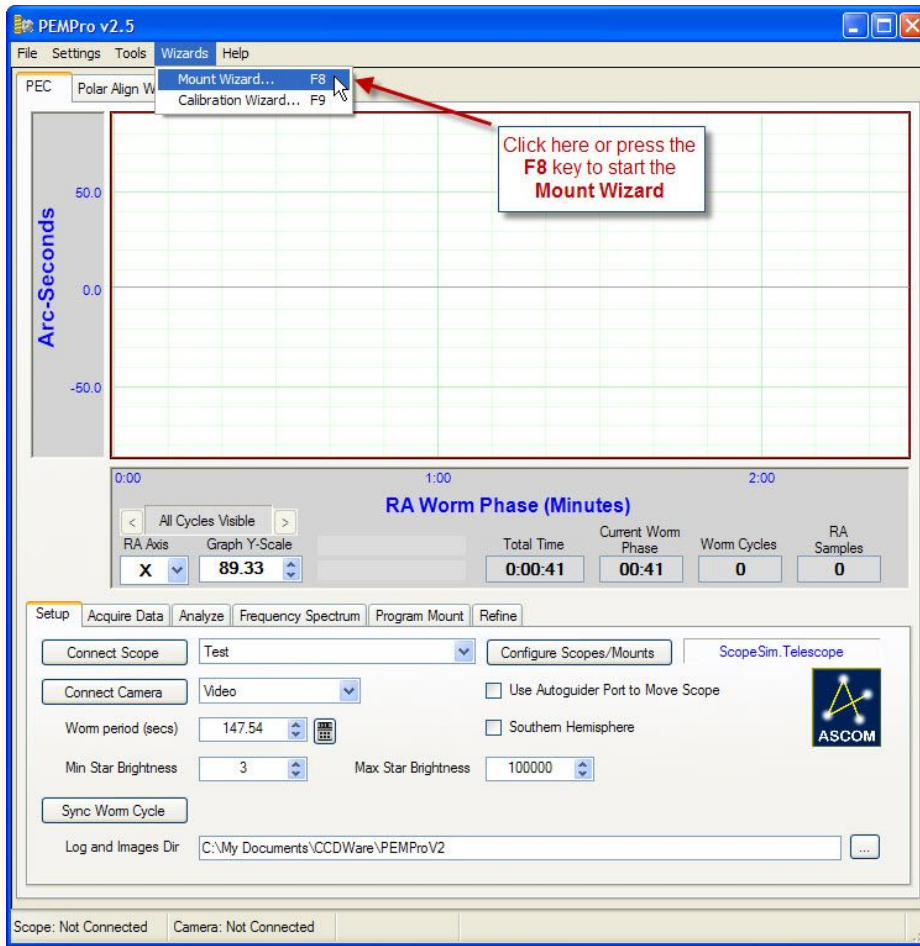 PEMPro v2.5
File Settings Tools Wizards Help
Mount Wizard... F8
Calibration Wizard... F9
PEC Polar Align W
Click here or press the
F8 key to start the
Mount Wizard
Arc-Seconds
50.0
0.0
-50.0
0:00 1:00 2:00
RA Worm Phase (Minutes)
< All Cycles Visible >
RA Axis Graph Y-Scale Total Time Current Worm Phase Worm Cycles RA Samples
X 89.33 0:00:41 00:41 0 0
Setup Acquire Data Analyze Frequency Spectrum Program Mount Refine
Connect Scope Test Configure Scopes/Mounts ScopeSim.Telescope
Connect Camera Video Use Autoguider Port to Move Scope
ASCOM
Worm period (secs) 147.54 Southern Hemisphere
Min Star Brightness 3 Max Star Brightness 100000
Sync Worm Cycle
Log and Images Dir C:\My Documents\CCDWare\PEMProV2 ...
Scope: Not Connected Camera: Not Connected